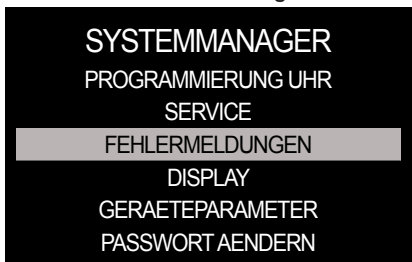 SYSTEMMANAGER
PROGRAMMIERUNG UHR
SERVICE
FEHLERMELDUNGEN
DISPLAY
GERAETEPARAMETER
PASSWORT AENDERN